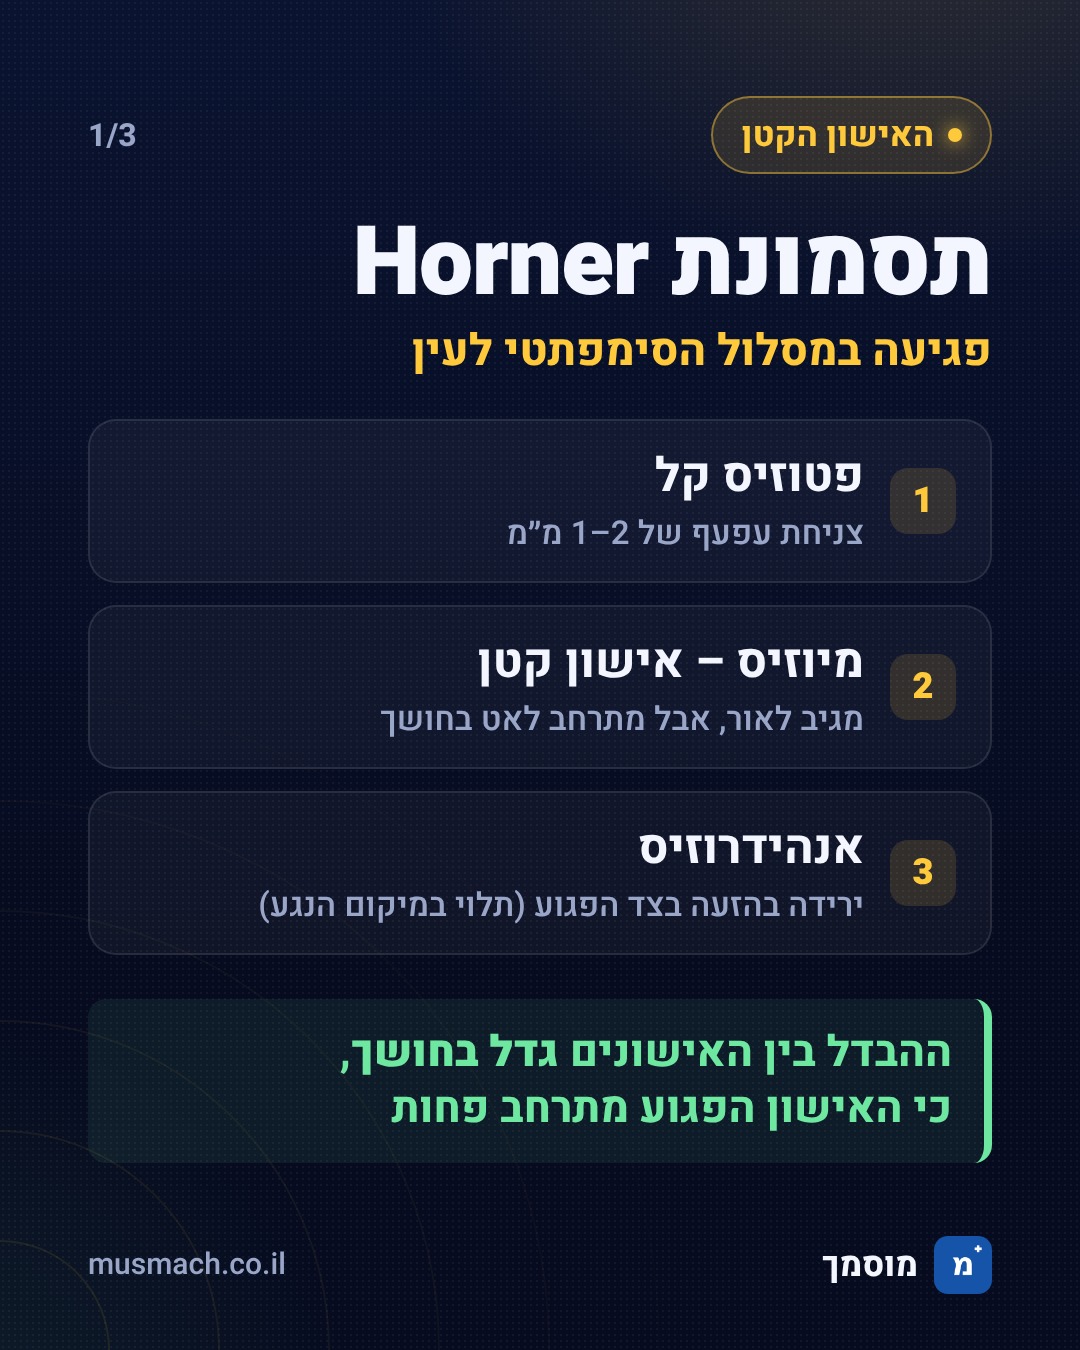 האישון הקטן
1/3
תסמונת Horner
פגיעה במסלול הסימפתטי לעין
1
פטוזיס קל
צניחת עפעף של 1–2 מ״מ
2
מיוזיס – אישון קטן
מגיב לאור, אבל מתרחב לאט בחושך
3
אנהידרוזיס
ירידה בהזעה בצד הפגוע (תלוי במיקום הנגע)
ההבדל בין האישונים גדל בחושך,
כי האישון הפגוע מתרחב פחות
מ
מוסמך
musmach.co.il